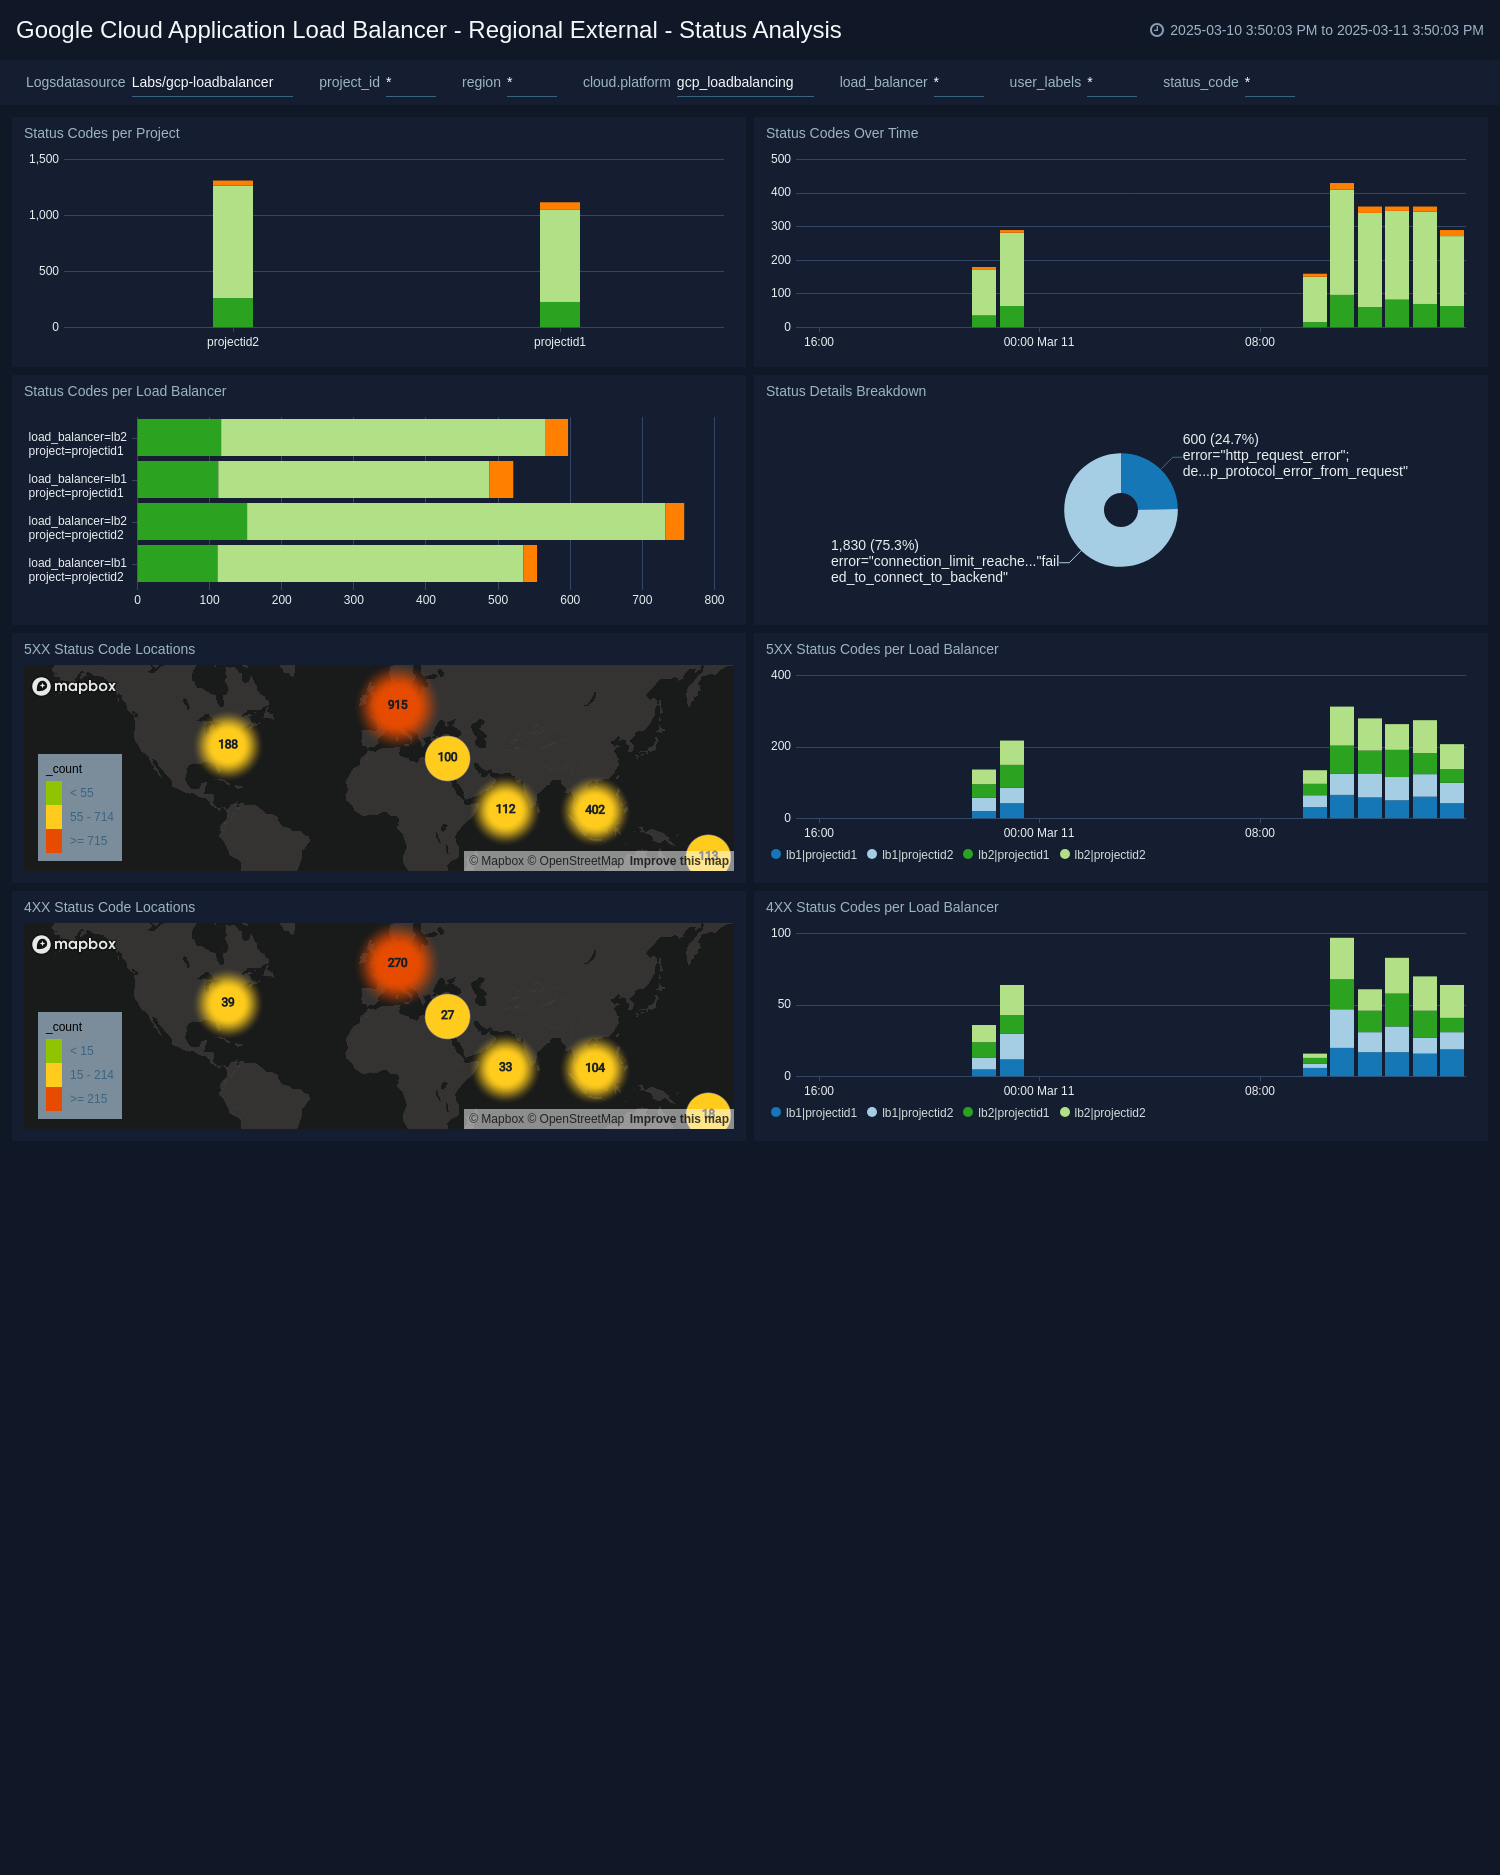 Google Cloud Application Load Balancer - Regional External - Status Analysis
2025-03-10 3:50:03 PM to 2025-03-11 3:50:03 PM
Logsdatasource Labs/gcp-loadbalancer project_id * region * cloud.platform gcp_loadbalancing load_balancer * user_labels * status_code *
Status Codes per Project
1,500
1,000
500
0
projectid2 projectid1
Status Codes Over Time
500
400
300
200
100
0
16:00 00:00 Mar 11 08:00
Status Codes per Load Balancer
load_balancer=lb2
project=projectid1
load_balancer=lb1
project=projectid1
load_balancer=lb2
project=projectid2
load_balancer=lb1
project=projectid2
0 100 200 300 400 500 600 700 800
Status Details Breakdown
600 (24.7%)
error="http_request_error";
de...p_protocol_error_from_request"
1,830 (75.3%)
error="connection_limit_reache..."fail
ed_to_connect_to_backend"
5XX Status Code Locations
mapbox
915
188
100
112
402
113
_count
< 55
55 - 714
>= 715
© Mapbox © OpenStreetMap Improve this map
5XX Status Codes per Load Balancer
400
200
0
16:00 00:00 Mar 11 08:00
lb1|projectid1 lb1|projectid2 lb2|projectid1 lb2|projectid2
4XX Status Code Locations
mapbox
270
39
27
33
104
18
_count
< 15
15 - 214
>= 215
© Mapbox © OpenStreetMap Improve this map
4XX Status Codes per Load Balancer
100
50
0
16:00 00:00 Mar 11 08:00
lb1|projectid1 lb1|projectid2 lb2|projectid1 lb2|projectid2